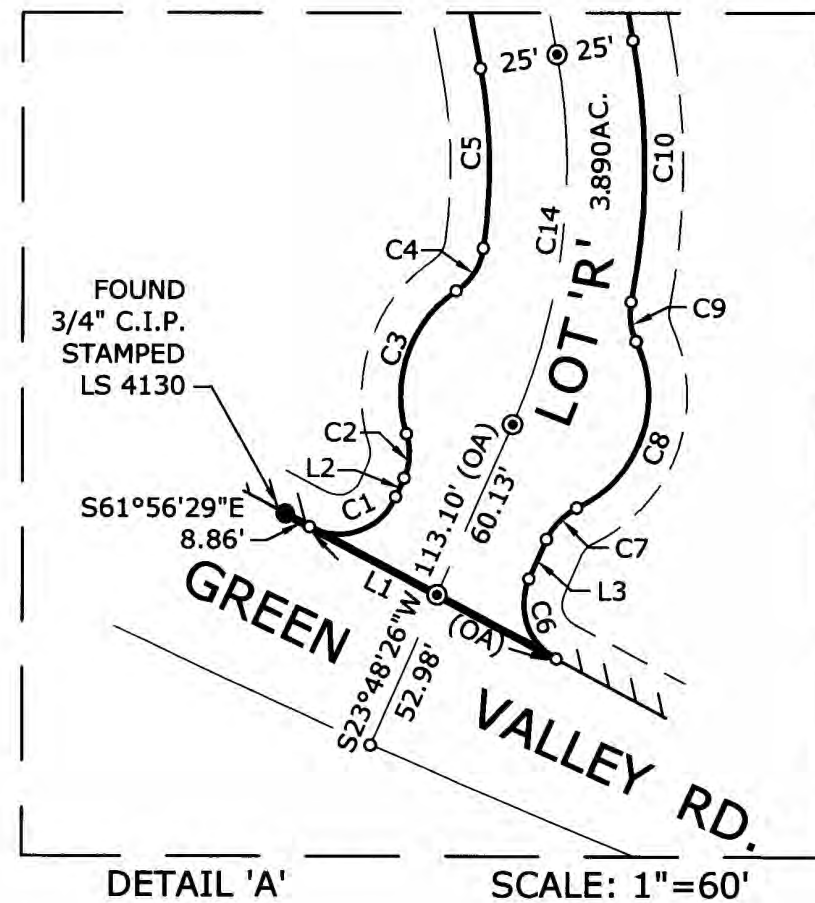 25' 25'
C5
C10
3.890AC.
C14
C4
LOT 'R'
FOUND
3/4" C.I.P.
STAMPED
LS 4130
C9
C3
C2
C8
L2
C1
S61°56'29"E
8.86'
113.10' (OA)
60.13'
C7
L3
L1
(OA)
C6
S23°48'26"W
52.98'
GREEN VALLEY RD.
DETAIL 'A'
SCALE: 1"=60'